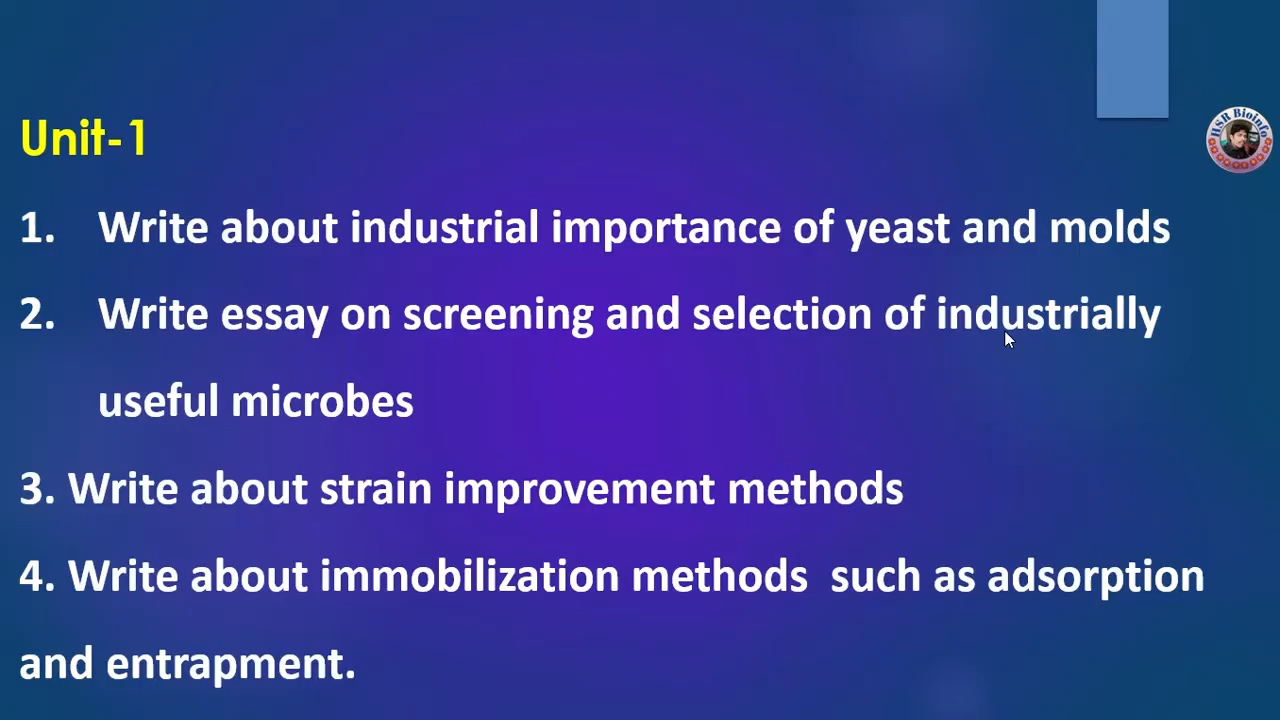 HSR Bioinfo
Unit-1
1. Write about industrial importance of yeast and molds
2. Write essay on screening and selection of industrially
useful microbes
3. Write about strain improvement methods
4. Write about immobilization methods such as adsorption
and entrapment.